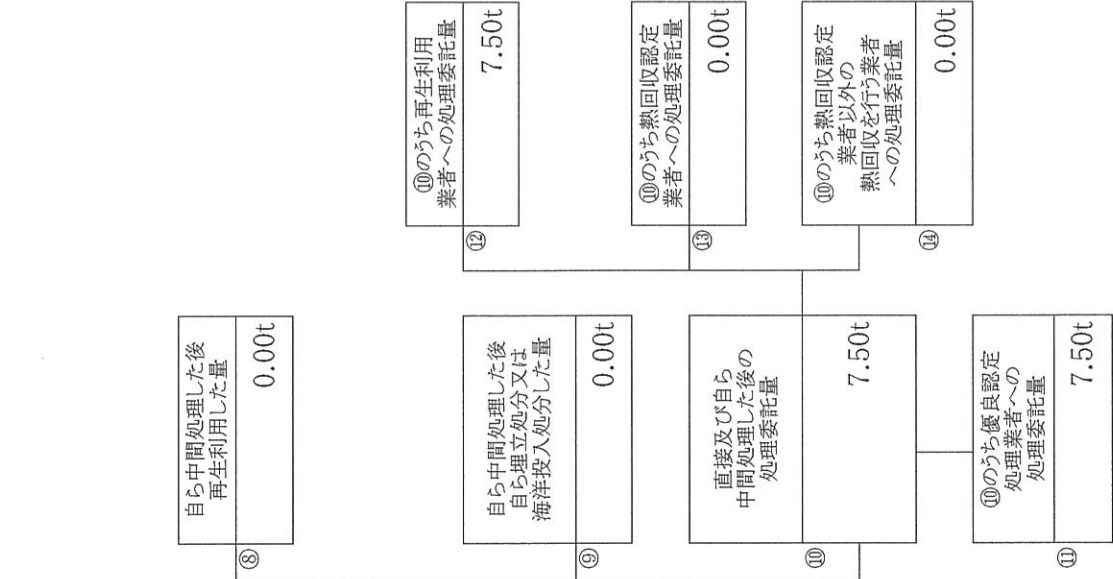 自ら中間処理した後
再生利用した量
⑧
0.00t
自ら中間処理した後
自ら埋立処分又は
海洋投入処分した量
⑨
0.00t
直接及び自ら
中間処理した後の
処理委託量
⑩
7.50t
⑩のうち優良認定
処理業者への
処理委託量
⑪
7.50t
⑩のうち再生利用
業者への処理委託量
⑫
7.50t
⑩のうち熱回収認定
業者への処理委託量
⑬
0.00t
⑩のうち熱回収認定
業者以外の
熱回収を行う業者
への処理委託量
⑭
0.00t